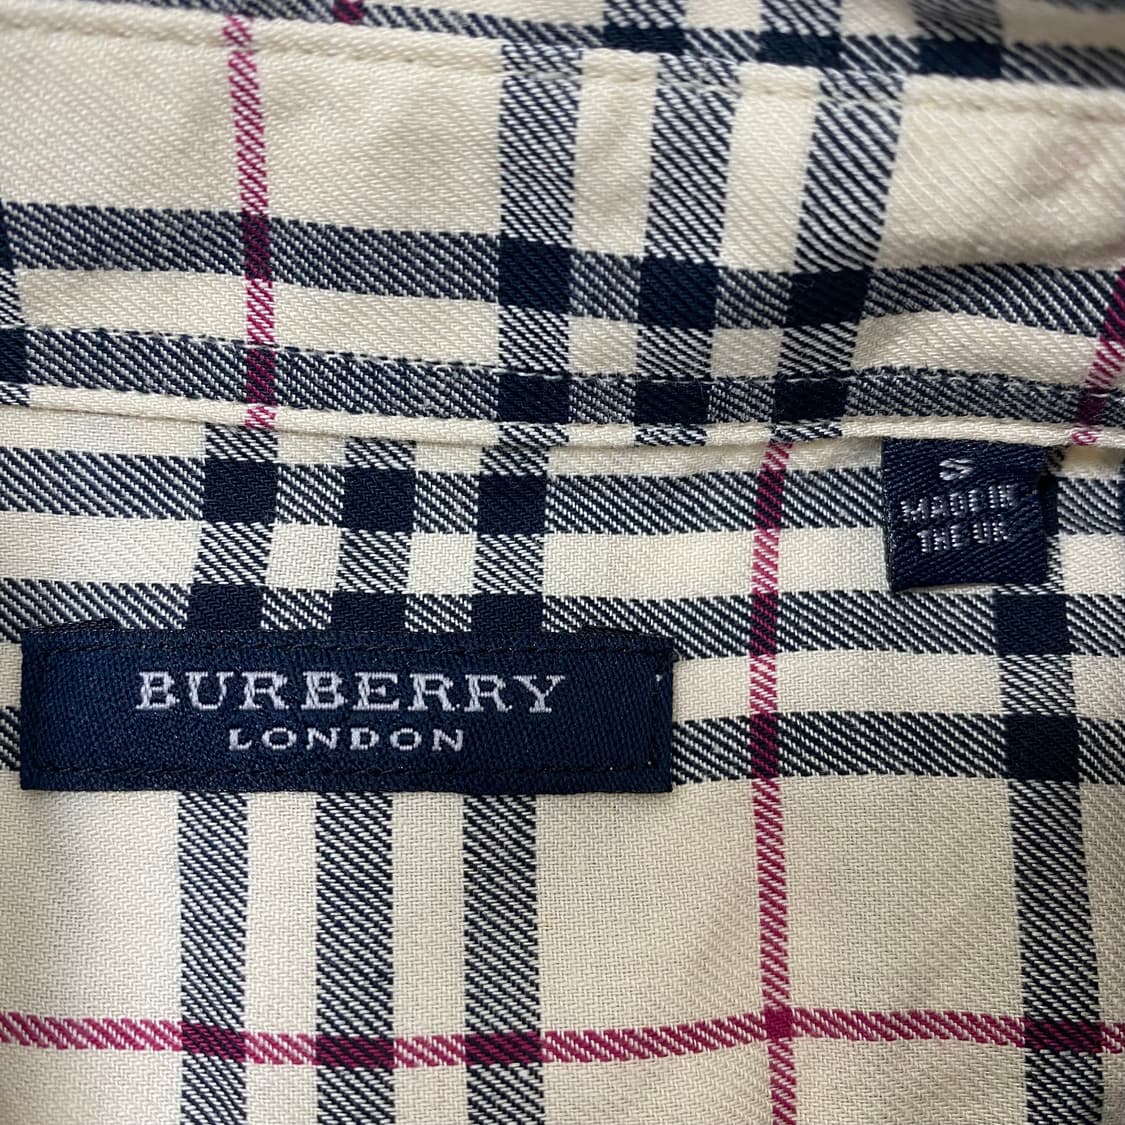 S
MADE IN
THE UK
BURBERRY
LONDON